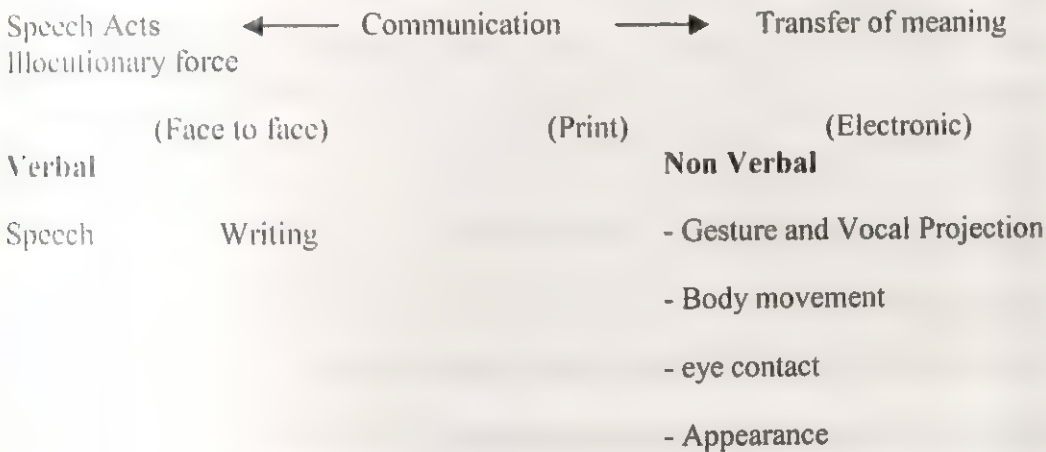 Speech Acts Communication Transfer of meaning
Illocutionary force
(Face to face) (Print) (Electronic)
Verbal Non Verbal
Speech Writing - Gesture and Vocal Projection
- Body movement
- eye contact
- Appearance